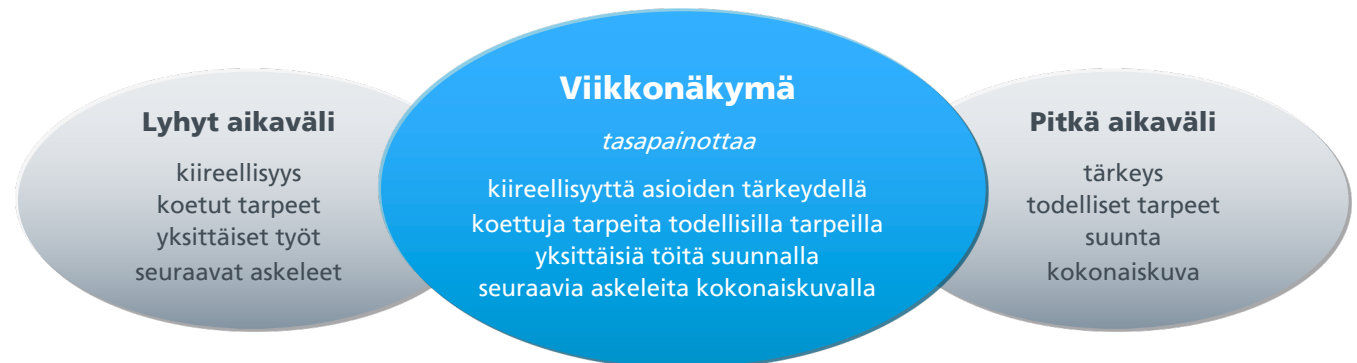 Lyhyt aikaväli
kiireellisyys
koetut tarpeet
yksittäiset työt
seuraavat askeleet
Viikkonäkymä
tasapainottaa
kiireellisyyttä asioiden tärkeydellä
koettuja tarpeita todellisilla tarpeilla
yksittäisiä töitä suunnalla
seuraavia askeleita kokonaiskuvalla
Pitkä aikaväli
tärkeys
todelliset tarpeet
suunta
kokonaiskuva